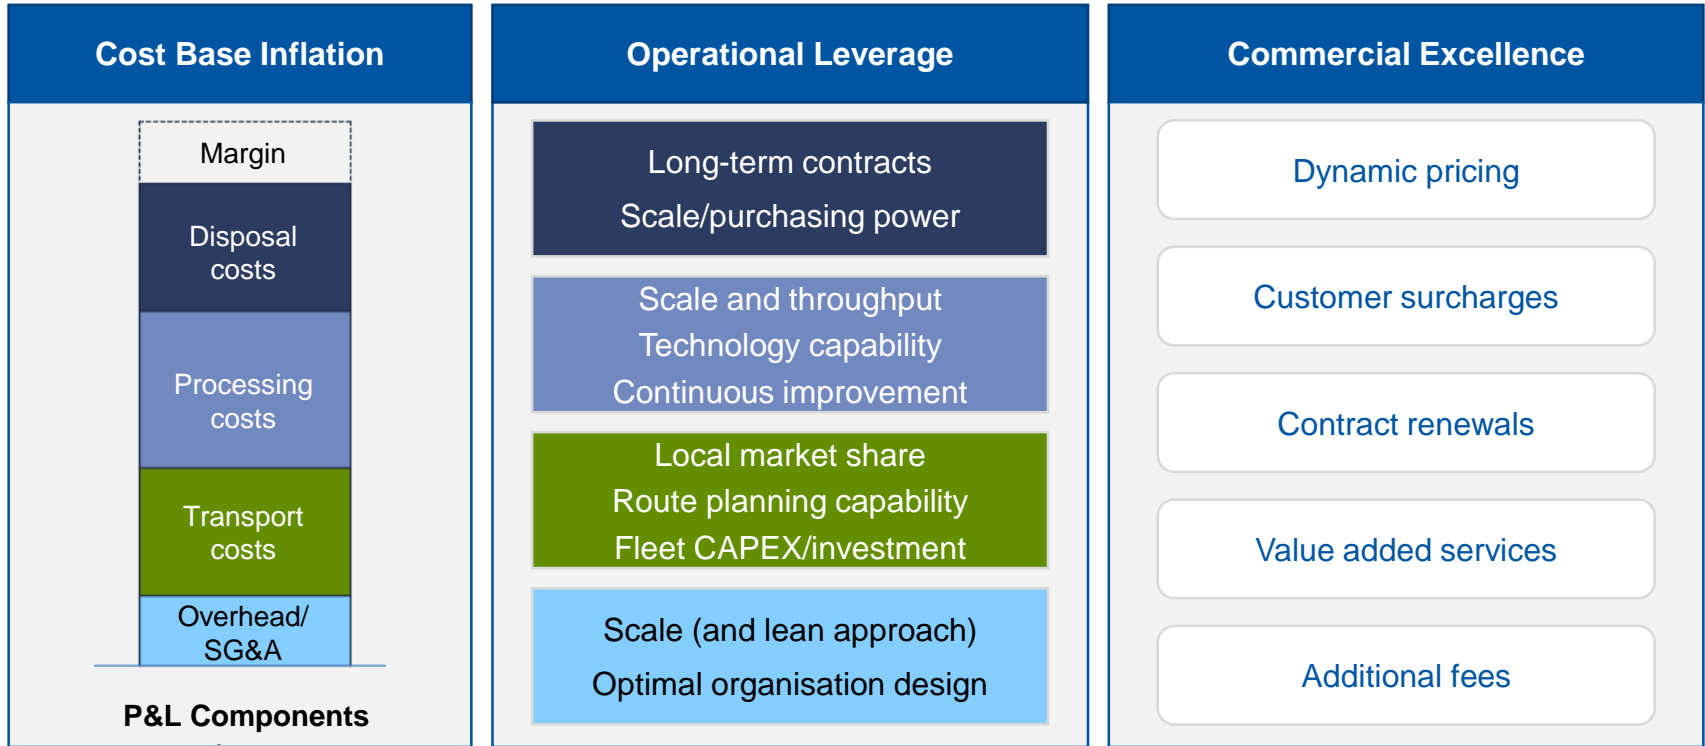 Cost Base Inflation
Margin
Disposal
costs
Processing
costs
Transport
costs
Overhead/
SG&A
P&L Components
Operational Leverage
Long-term contracts
Scale/purchasing power
Scale and throughput
Technology capability
Continuous improvement
Local market share
Route planning capability
Fleet CAPEX/investment
Scale (and lean approach)
Optimal organisation design
Commercial Excellence
Dynamic pricing
Customer surcharges
Contract renewals
Value added services
Additional fees